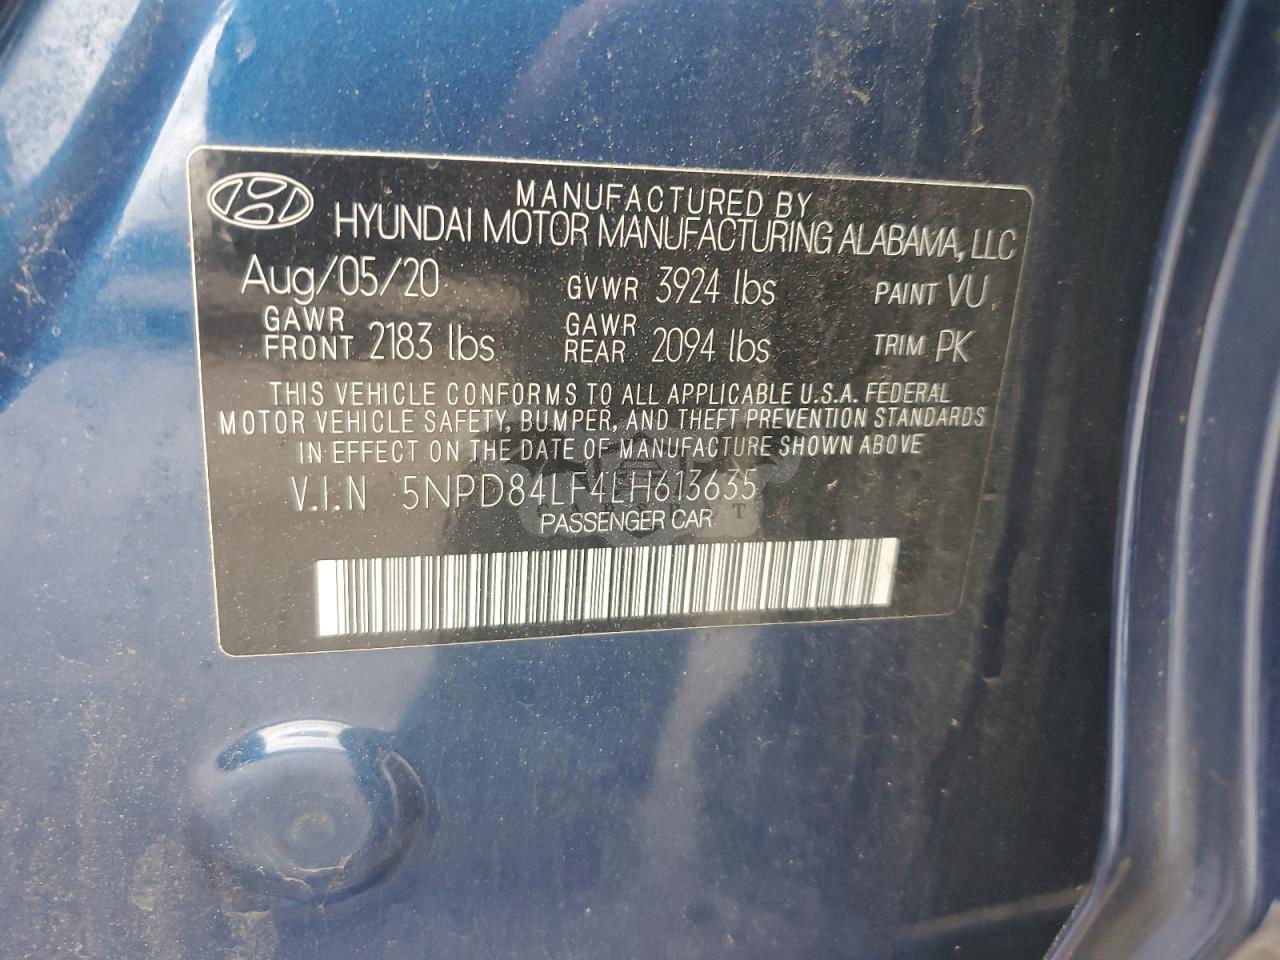 MANUFACTURED BY
HYUNDAI MOTOR MANUFACTURING ALABAMA, LLC
Aug/05/20 GVWR 3924 lbs PAINT VU
GAWR FRONT 2183 lbs GAWR REAR 2094 lbs TRIM PK
THIS VEHICLE CONFORMS TO ALL APPLICABLE U.S.A. FEDERAL
MOTOR VEHICLE SAFETY, BUMPER, AND THEFT PREVENTION STANDARDS
IN EFFECT ON THE DATE OF MANUFACTURE SHOWN ABOVE
V.I.N 5NPD84LF4LH613635
PASSENGER CAR